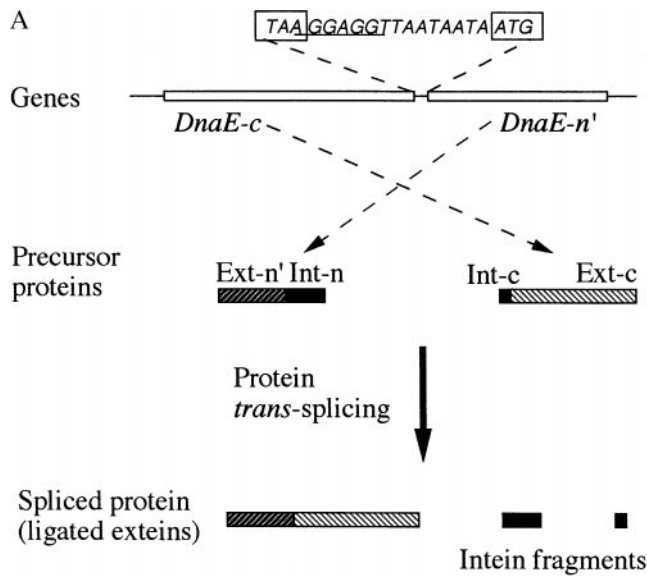 A
TAAGGAGGTTAATAATAATG
Genes
DnaE-c DnaE-n'
Precursor
proteins
Ext-n' Int-n Int-c Ext-c
Protein
trans-splicing
Spliced protein
(ligated exteins)
Intein fragments